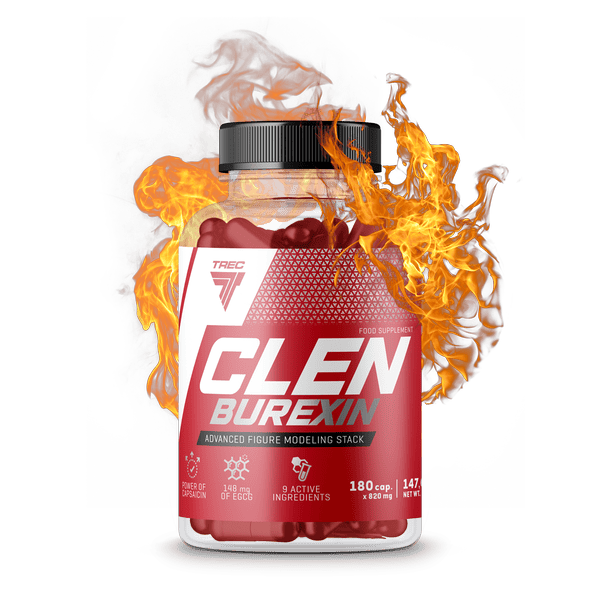 TREC
FOOD SUPPLEMENT
CLEN
BUREXIN
ADVANCED FIGURE MODELING STACK
POWER OF
CAPSAICIN
148 mg
OF EGCG
9 ACTIVE
INGREDIENTS
180 cap.
x 820 mg
NET WT.